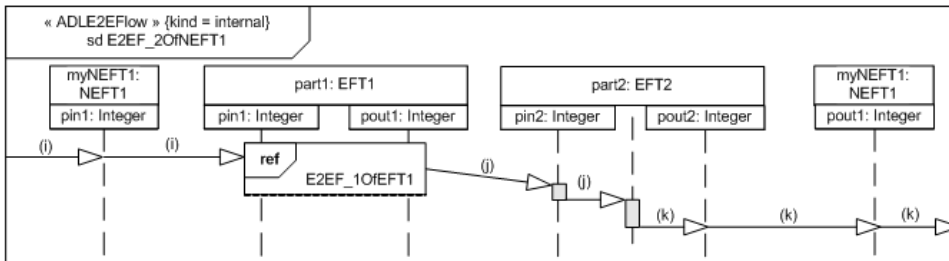 « ADLE2EFlow » {kind = internal}
sd E2EF_2OfNEFT1
myNEFT1:
NEFT1
pin1: Integer
part1: EFT1
pin1: Integer
pout1: Integer
part2: EFT2
pin2: Integer
pout2: Integer
myNEFT1:
NEFT1
pout1: Integer
(i)
(i)
ref
E2EF_1OfEFT1
(j)
(j)
(k)
(k)
(k)